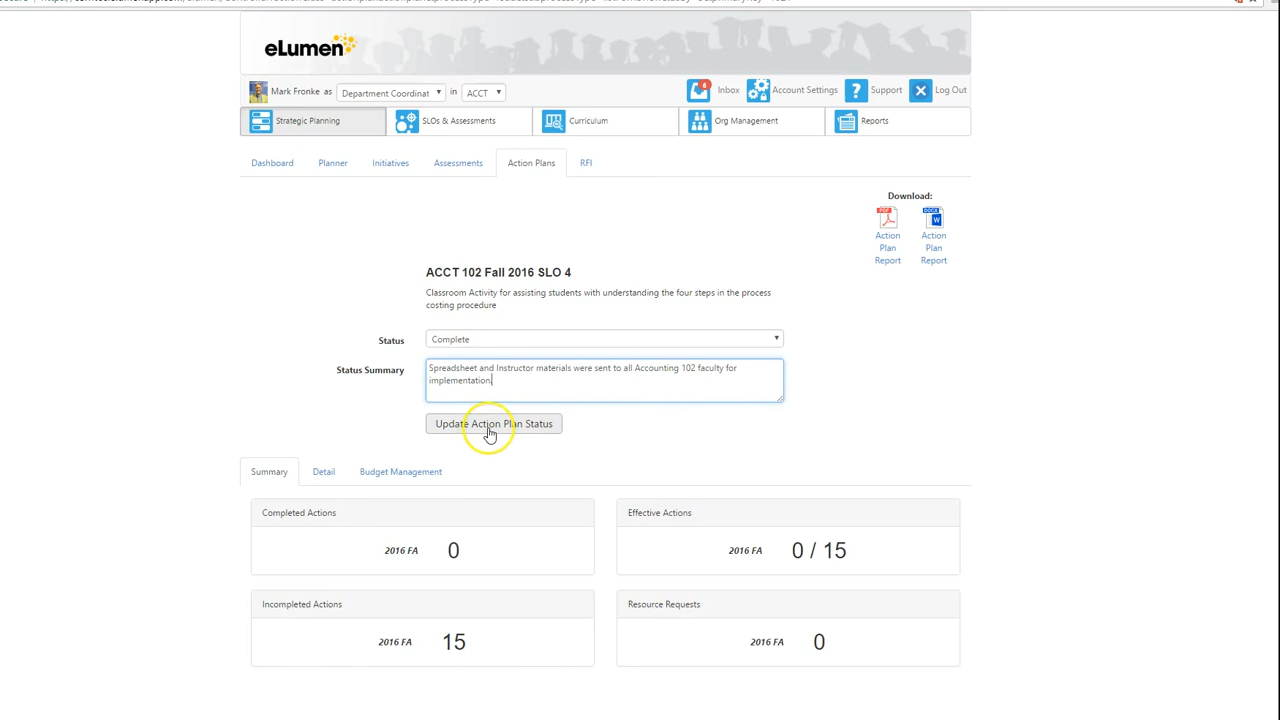 eLumen
Mark Fronke as Department Coordinat in ACCT
6 Inbox Account Settings ? Support Log Out
Strategic Planning SLOs & Assessments Curriculum Org Management Reports
Dashboard Planner Initiatives Assessments Action Plans RFI
Download:
PDF DOCX W
Action Action
Plan Plan
Report Report
ACCT 102 Fall 2016 SLO 4
Classroom Activity for assisting students with understanding the four steps in the process
costing procedure
Status Complete
Status Summary Spreadsheet and Instructor materials were sent to all Accounting 102 faculty for
implementation.
Update Action Plan Status
Summary Detail Budget Management
Completed Actions Effective Actions
2016 FA 0 2016 FA 0 / 15
Incompleted Actions Resource Requests
2016 FA 15 2016 FA 0